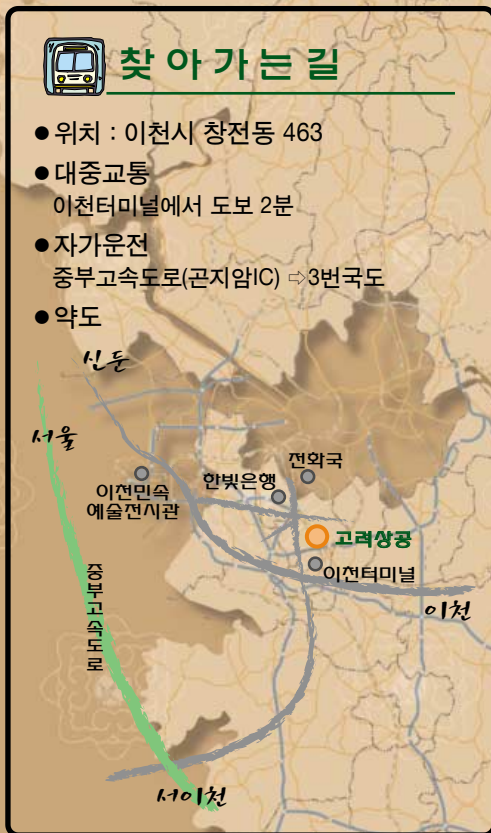 찾아가는길
●위치 : 이천시 창전동 463
●대중교통
이천터미널에서 도보 2분
●자가운전
중부고속도로(곤지암IC) ⇨3번국도
●약도
신둔
서울
전화국
한빛은행
이천민속
예술전시관
고려상공
이천터미널
이천
중부고속도로
서이천